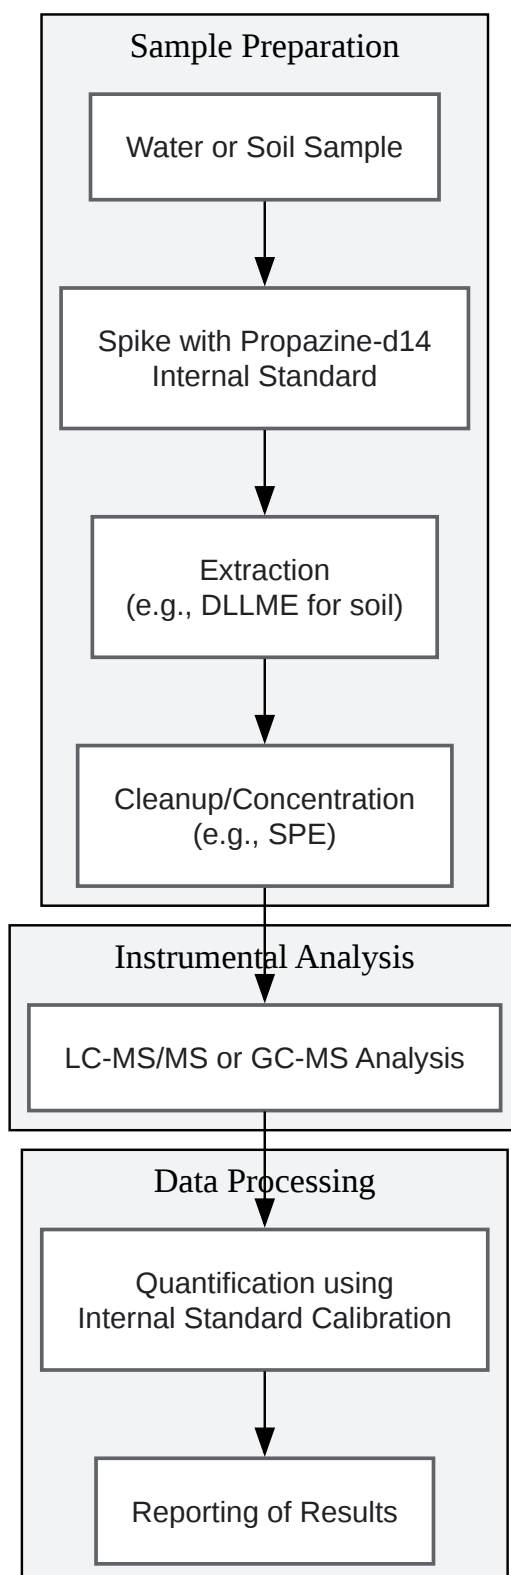 Sample Preparation
Water or Soil Sample
Spike with Propazine-d14
Internal Standard
Extraction
(e.g., DLLME for soil)
Cleanup/Concentration
(e.g., SPE)
Instrumental Analysis
LC-MS/MS or GC-MS Analysis
Data Processing
Quantification using
Internal Standard Calibration
Reporting of Results